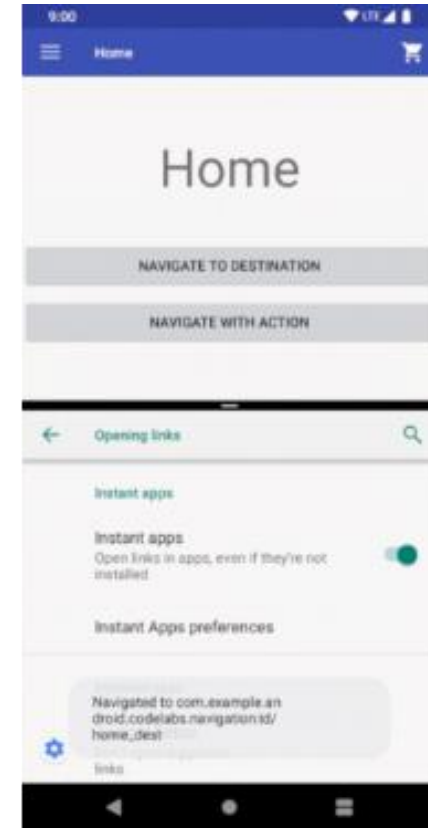 9:00
LTE
Home
Home
NAVIGATE TO DESTINATION
NAVIGATE WITH ACTION
Opening links
Instant apps
Instant apps
Open links in apps, even if they're not
installed
Instant Apps preferences
Navigated to com.example.an
droid.codelabs.navigation:id/
home_dest
links